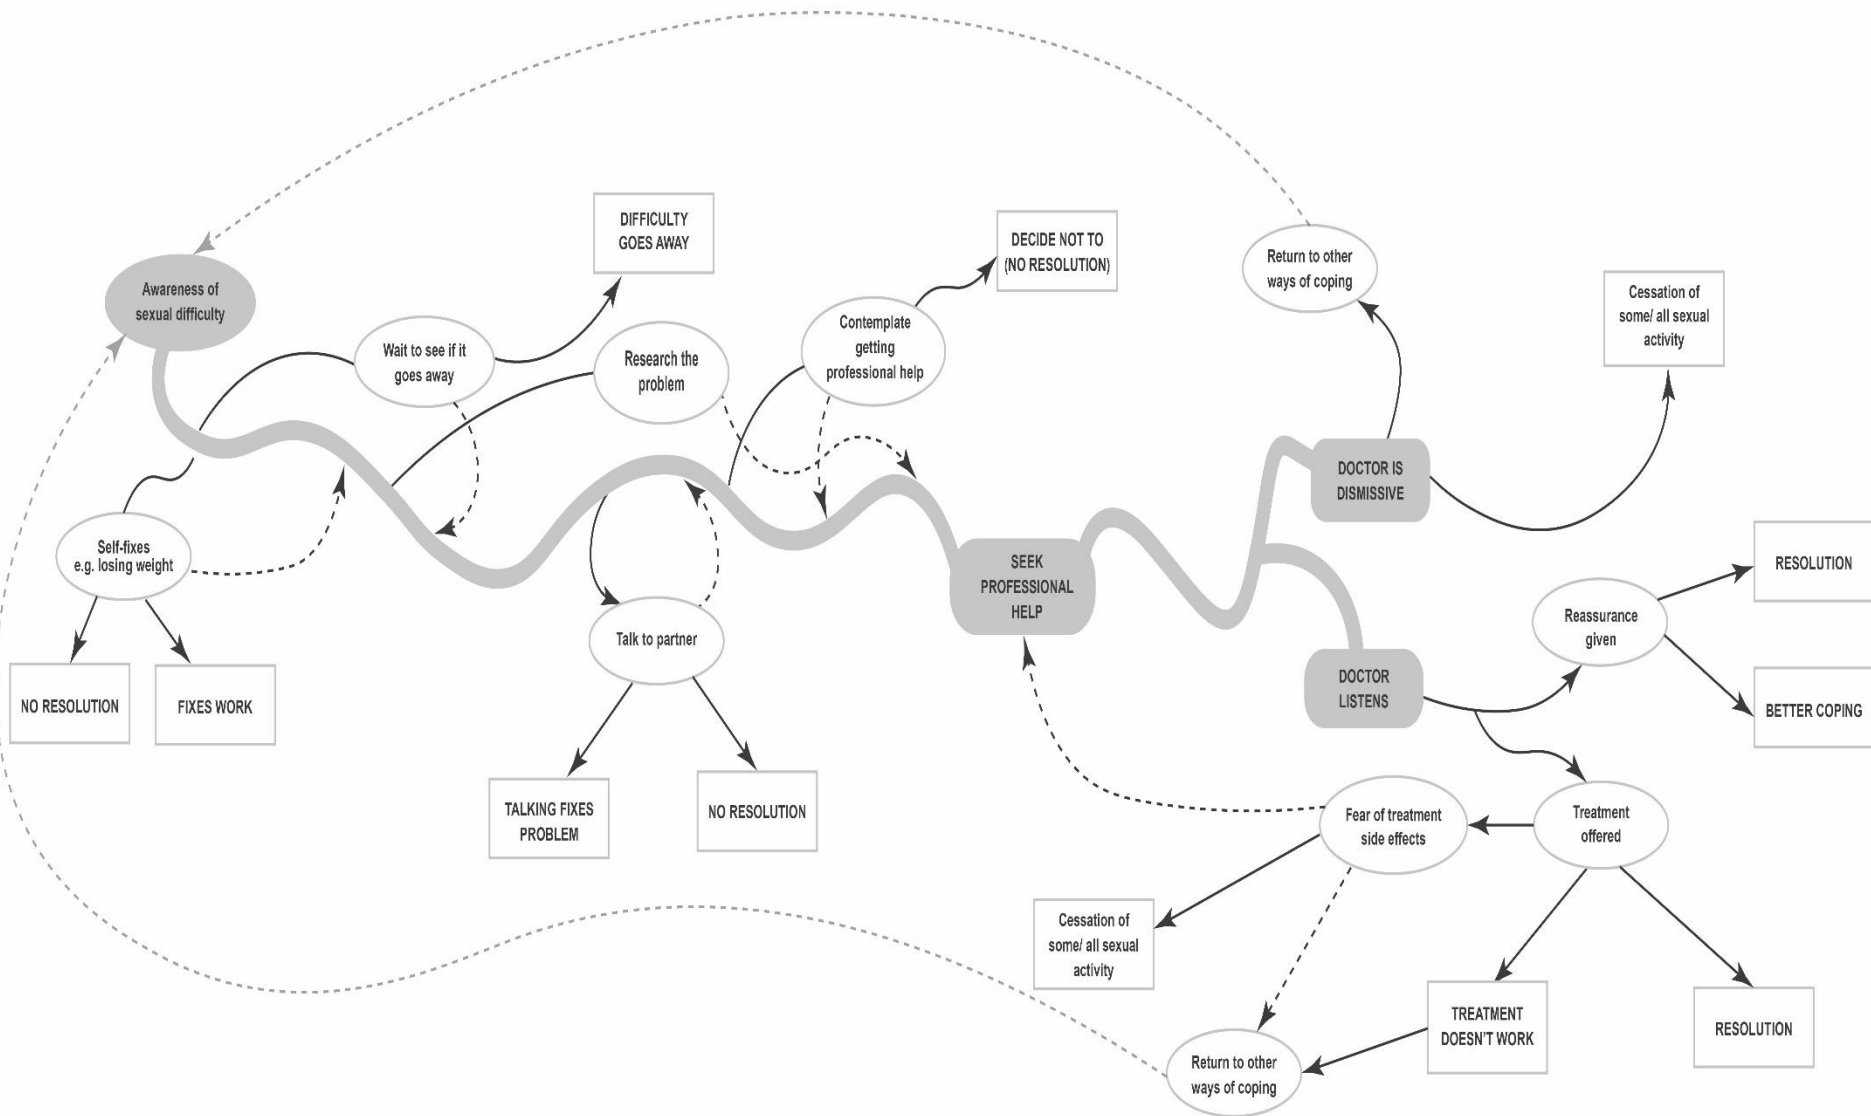 Awareness of
sexual difficulty
Wait to see if it
goes away
DIFFICULTY
GOES AWAY
Research the
problem
Contemplate
getting
professional help
DECIDE NOT TO
(NO RESOLUTION)
Return to other
ways of coping
Cessation of
some/ all sexual
activity
Self-fixes
e.g. losing weight
NO RESOLUTION
FIXES WORK
Talk to partner
TALKING FIXES
PROBLEM
NO RESOLUTION
SEEK
PROFESSIONAL
HELP
DOCTOR IS
DISMISSIVE
DOCTOR
LISTENS
Reassurance
given
RESOLUTION
BETTER COPING
Treatment
offered
Fear of treatment
side effects
Cessation of
some/ all sexual
activity
TREATMENT
DOESN'T WORK
RESOLUTION
Return to other
ways of coping